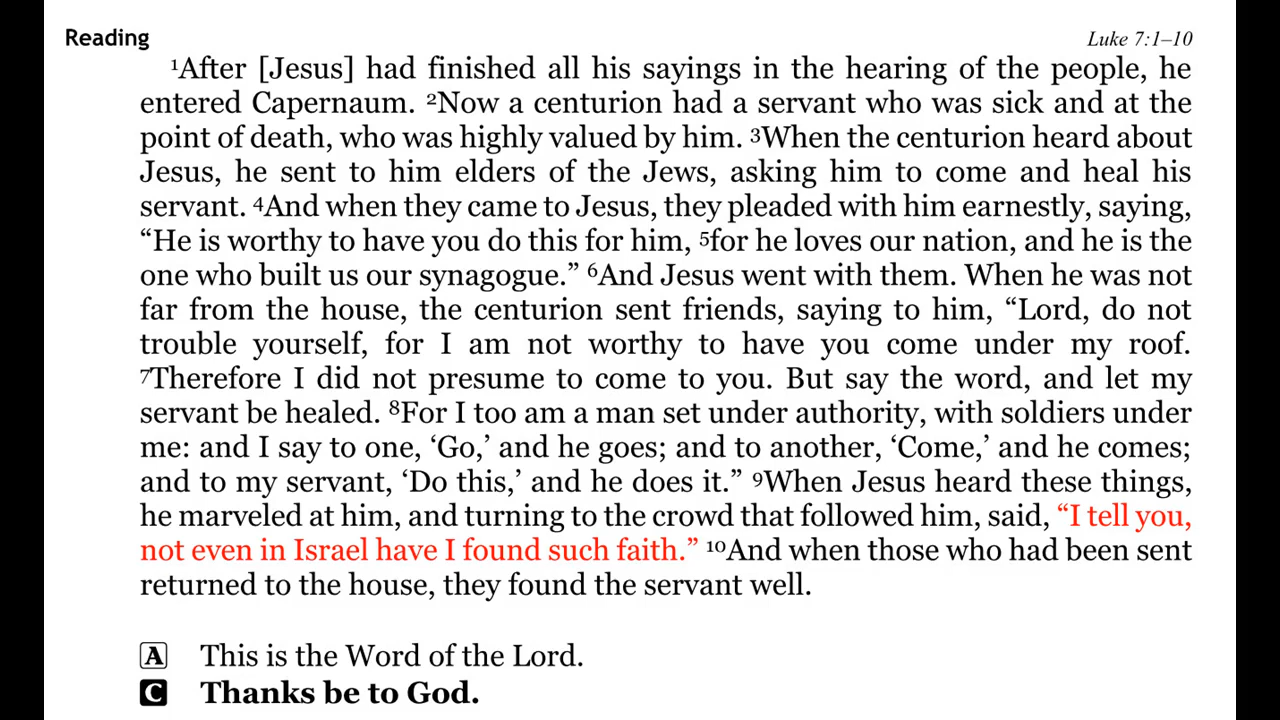 Reading
Luke 7:1–10
¹After [Jesus] had finished all his sayings in the hearing of the people, he
entered Capernaum. ²Now a centurion had a servant who was sick and at the
point of death, who was highly valued by him. ³When the centurion heard about
Jesus, he sent to him elders of the Jews, asking him to come and heal his
servant. ⁴And when they came to Jesus, they pleaded with him earnestly, saying,
“He is worthy to have you do this for him, ⁵for he loves our nation, and he is the
one who built us our synagogue.” ⁶And Jesus went with them. When he was not
far from the house, the centurion sent friends, saying to him, “Lord, do not
trouble yourself, for I am not worthy to have you come under my roof.
⁷Therefore I did not presume to come to you. But say the word, and let my
servant be healed. ⁸For I too am a man set under authority, with soldiers under
me: and I say to one, ‘Go,’ and he goes; and to another, ‘Come,’ and he comes;
and to my servant, ‘Do this,’ and he does it.” ⁹When Jesus heard these things,
he marveled at him, and turning to the crowd that followed him, said, “I tell you,
not even in Israel have I found such faith.” ¹⁰And when those who had been sent
returned to the house, they found the servant well.
A This is the Word of the Lord.
C Thanks be to God.